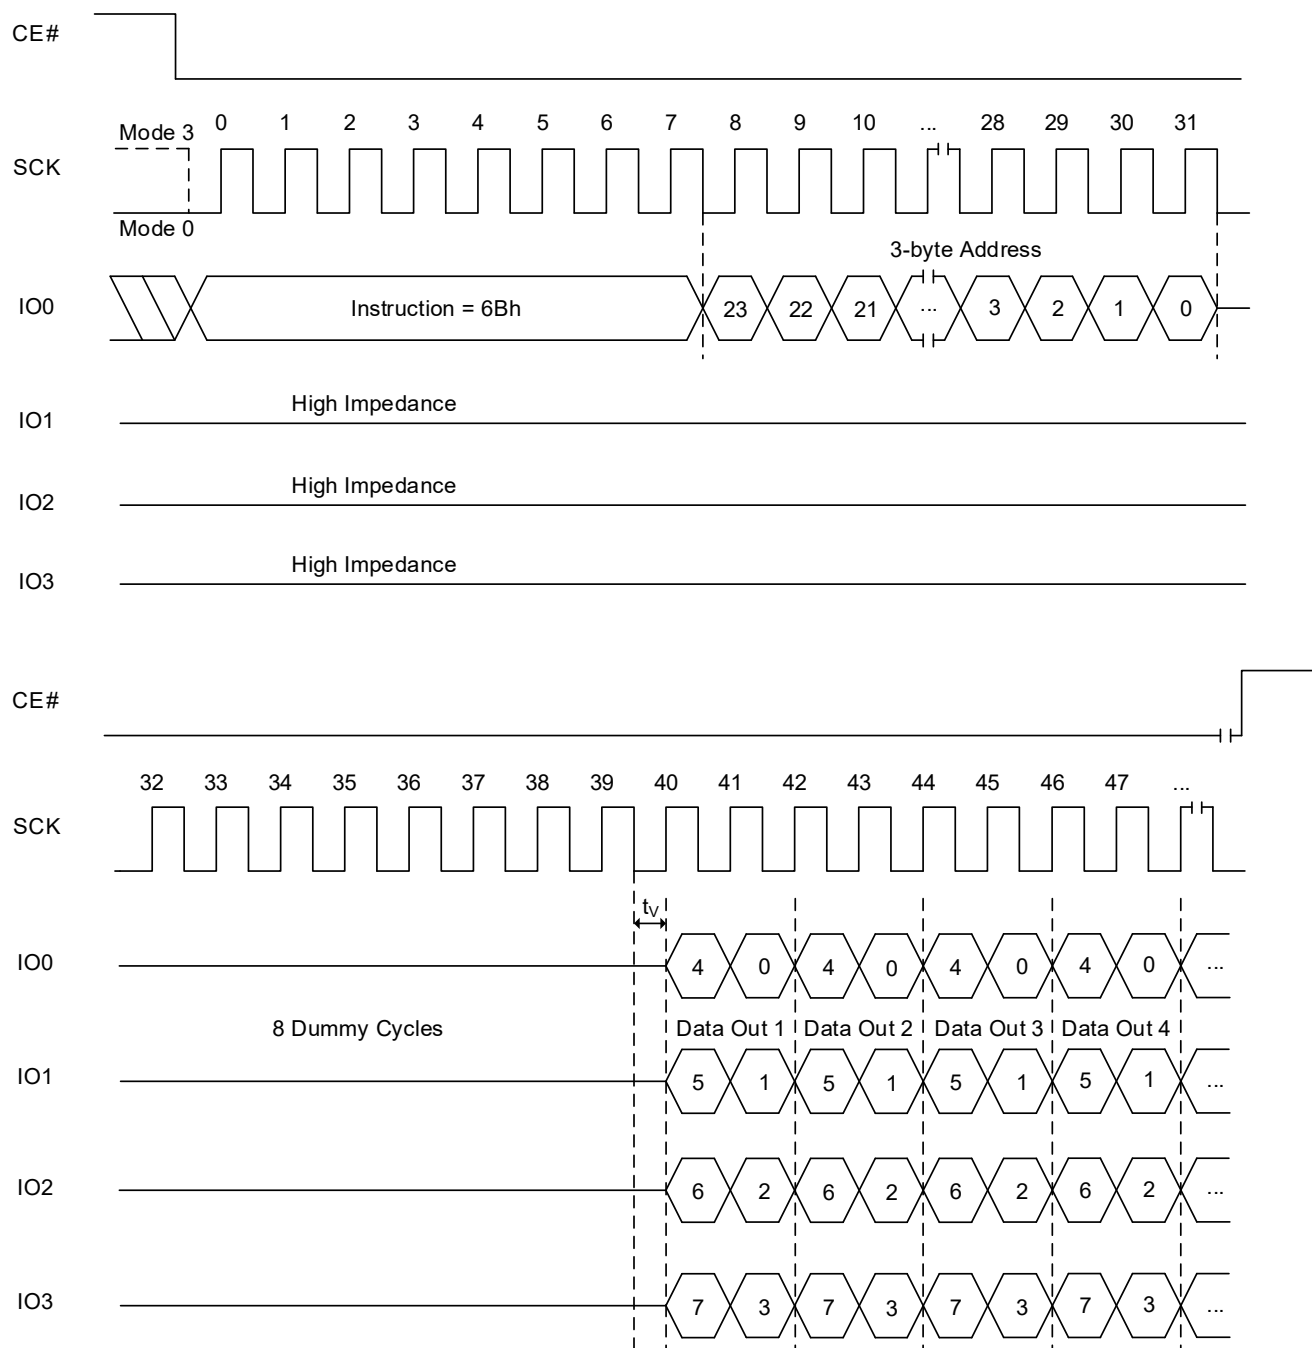 CE#
Mode 3 0 1 2 3 4 5 6 7 8 9 10 ... 28 29 30 31
SCK
Mode 0
3-byte Address
IO0 Instruction = 6Bh 23 22 21 ... 3 2 1 0
High Impedance
IO1
High Impedance
IO2
High Impedance
IO3
CE#
32 33 34 35 36 37 38 39 40 41 42 43 44 45 46 47 ...
SCK
tV
IO0 4 0 4 0 4 0 4 0 ...
8 Dummy Cycles Data Out 1 Data Out 2 Data Out 3 Data Out 4
IO1 5 1 5 1 5 1 5 1 ...
IO2 6 2 6 2 6 2 6 2 ...
IO3 7 3 7 3 7 3 7 3 ...